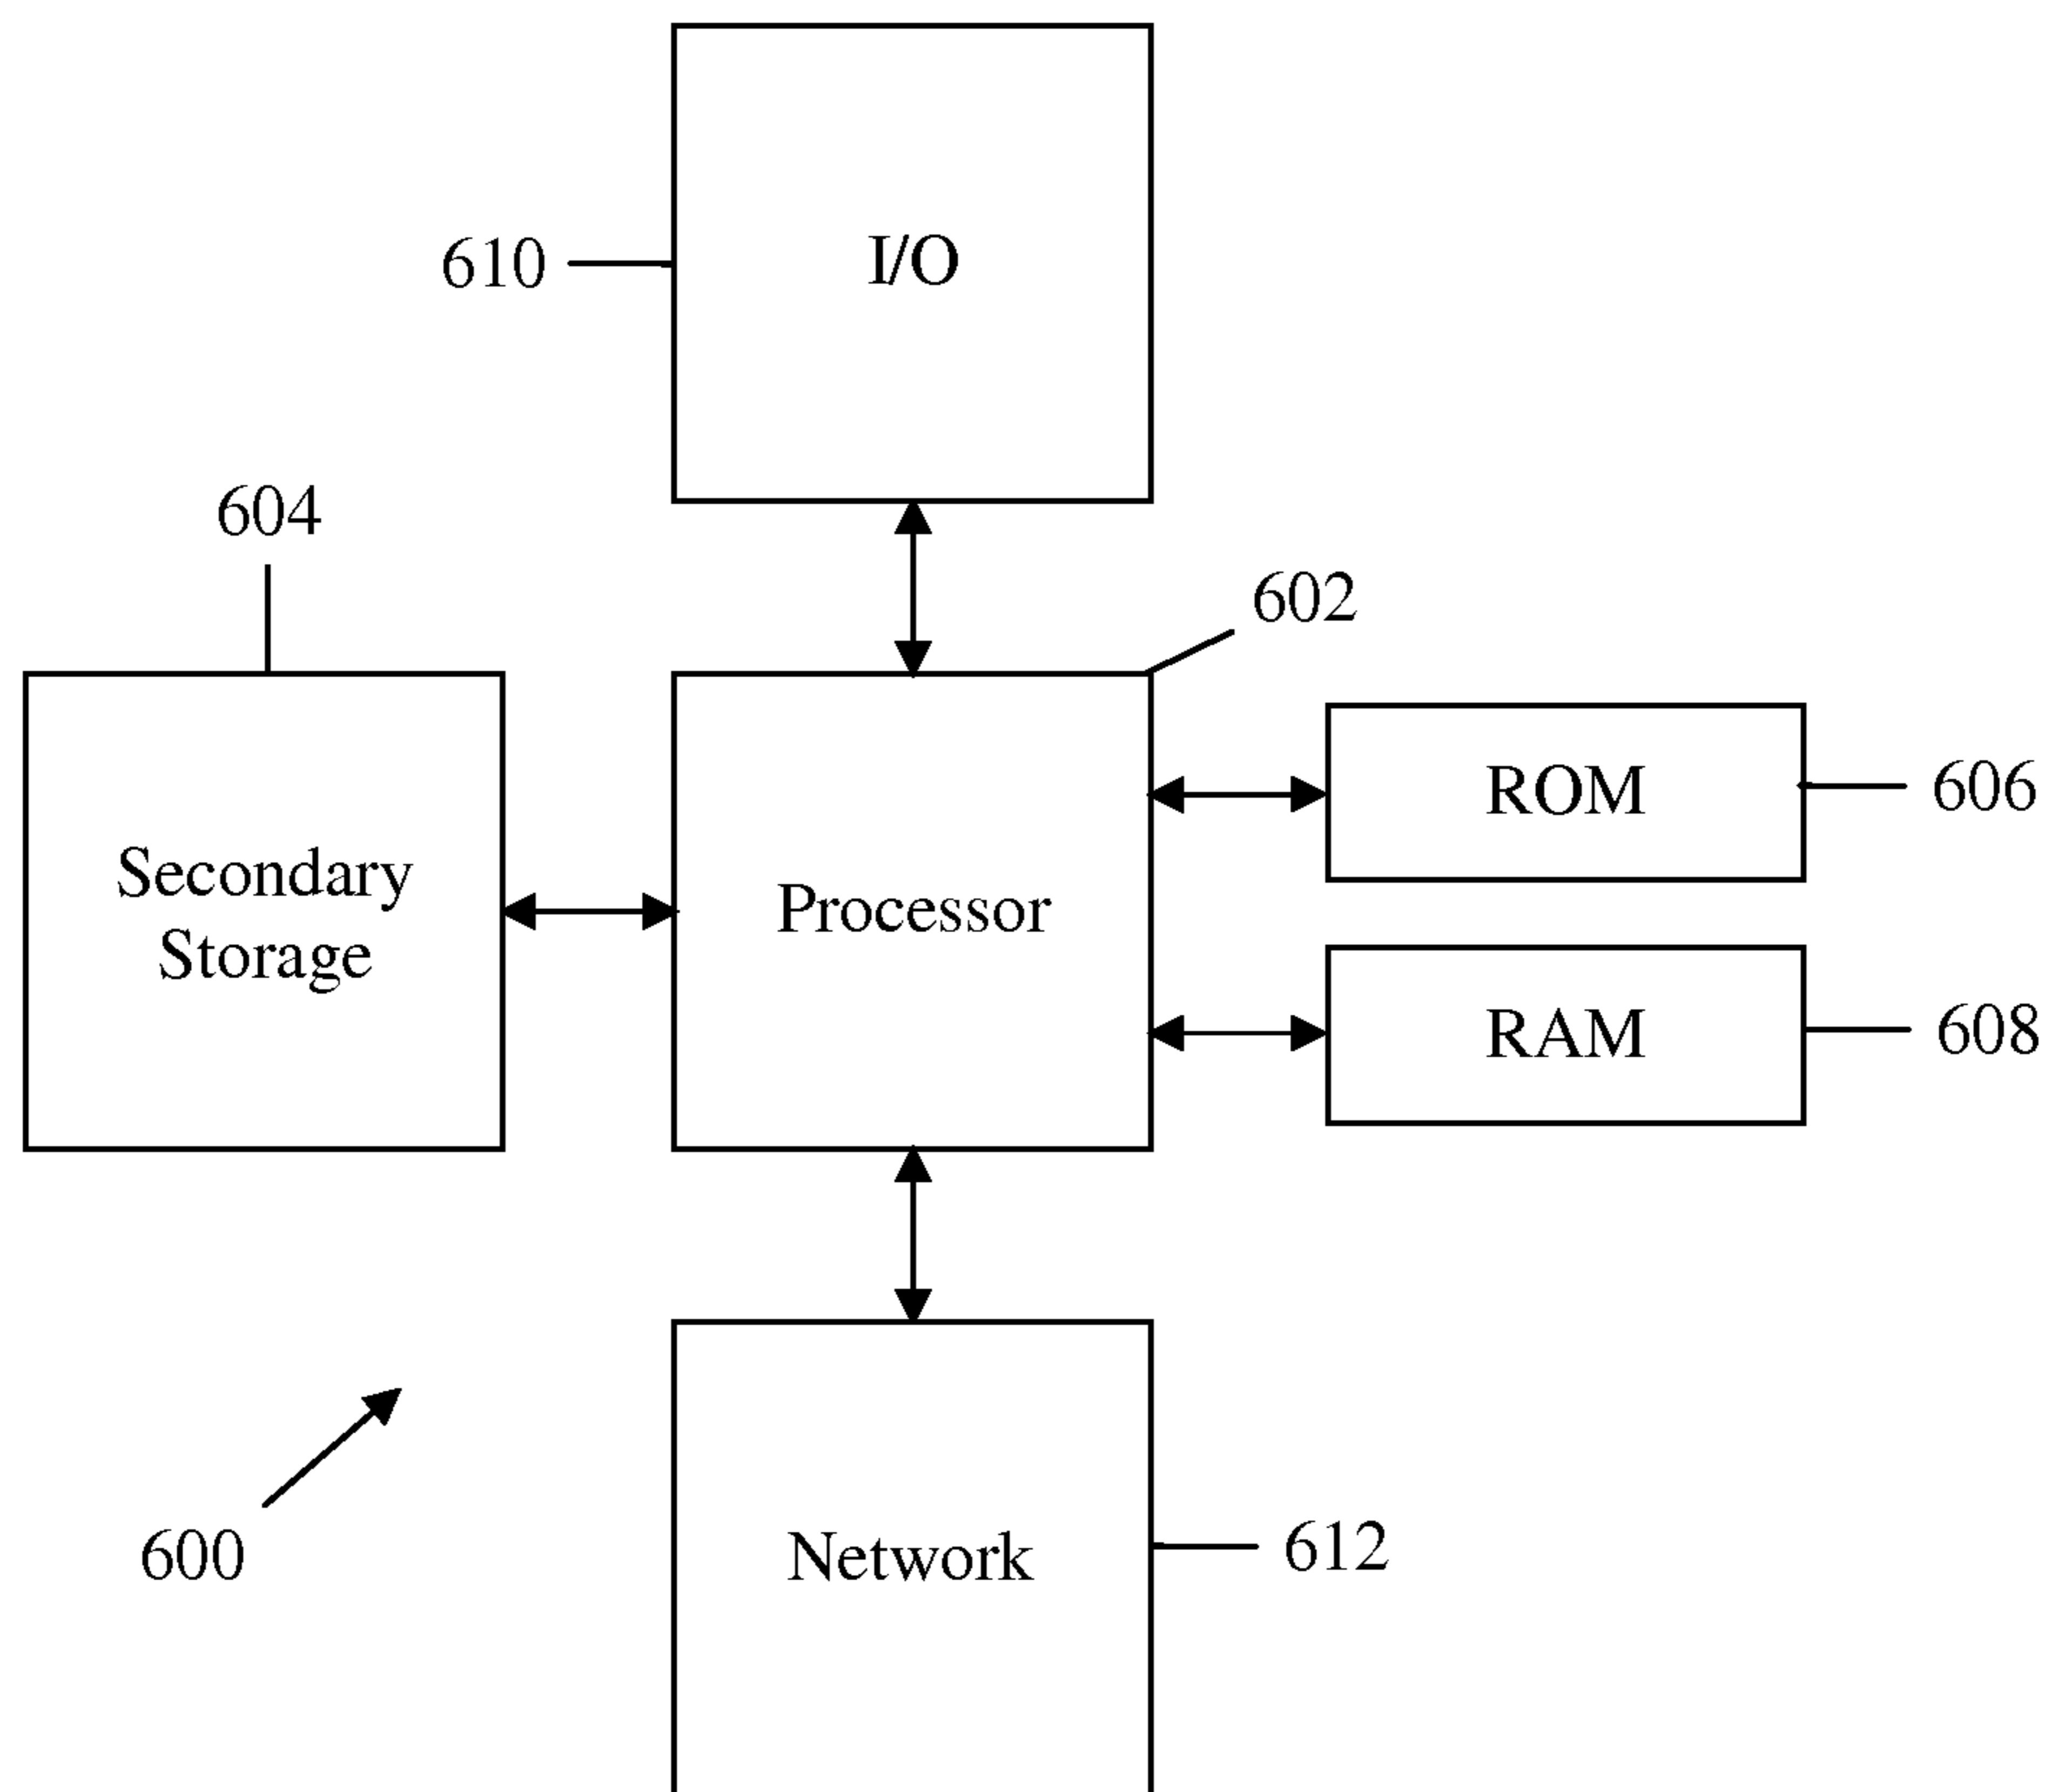 I/O
610
604
602
ROM
606
Secondary
Storage
Processor
RAM
608
600
Network
612